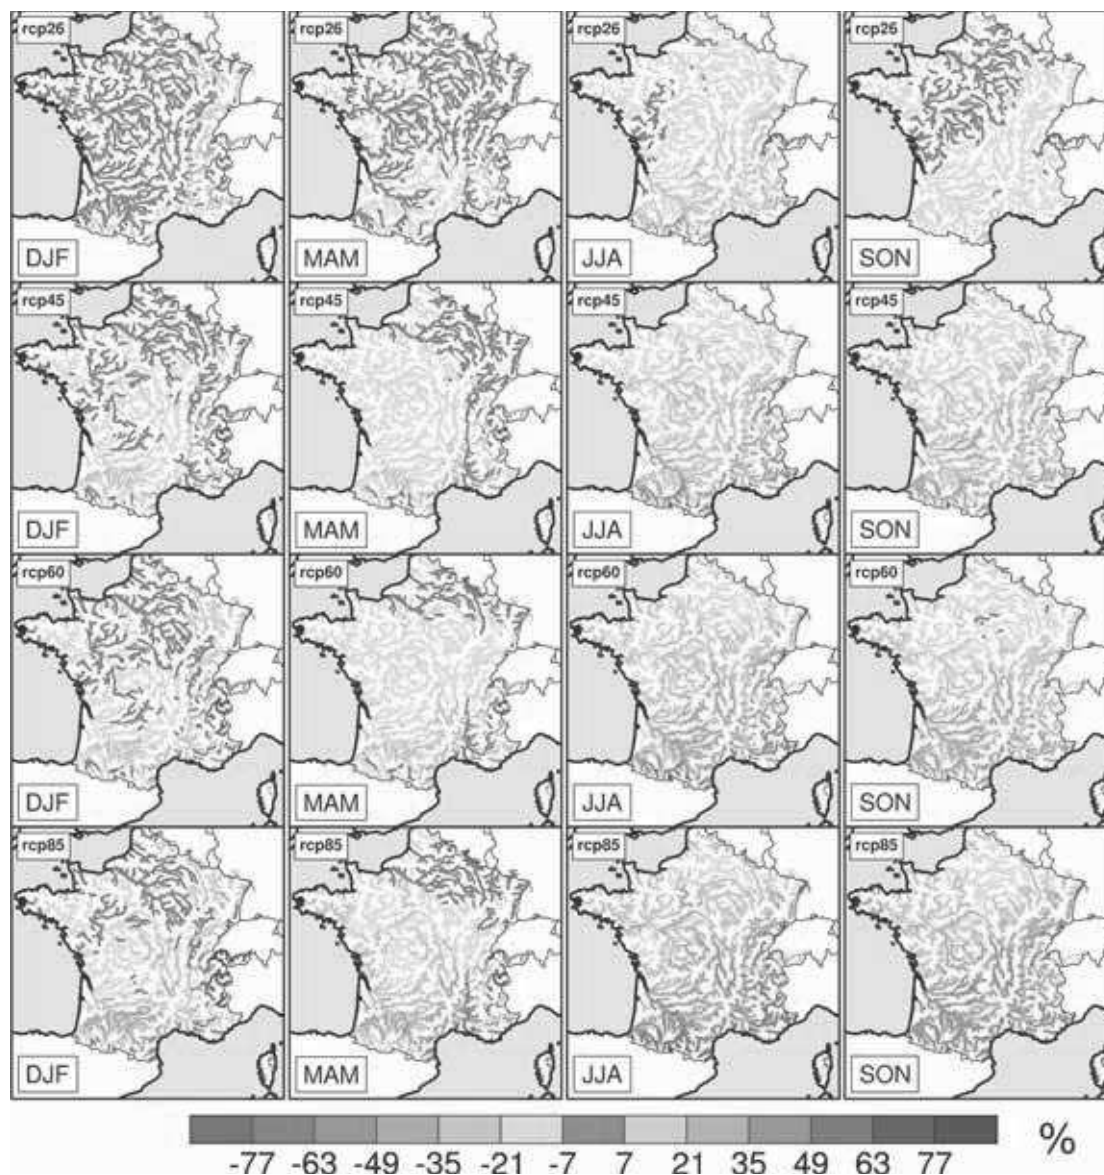 rcp26 rcp26 rcp26 rcp26
DJF MAM JJA SON
rcp45 rcp45 rcp45 rcp45
DJF MAM JJA SON
rcp60 rcp60 rcp60 rcp60
DJF MAM JJA SON
rcp85 rcp85 rcp85 rcp85
DJF MAM JJA SON
-77 -63 -49 -35 -21 -7 7 21 35 49 63 77 %